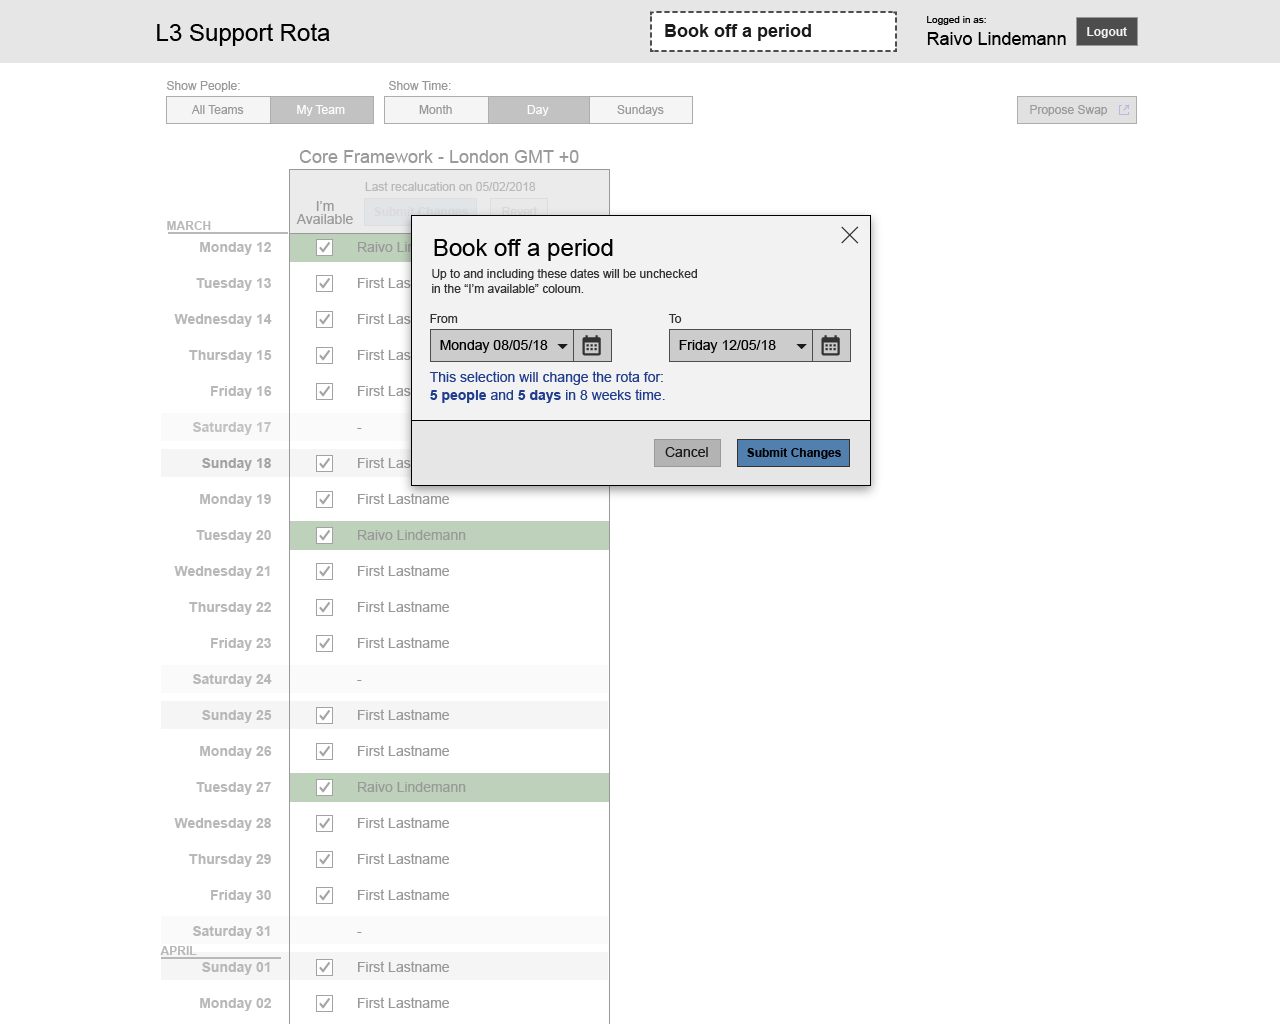 L3 Support Rota
Book off a period
Logged in as:
Raivo Lindemann
Logout
Show People:
All Teams
My Team
Show Time:
Month
Day
Sundays
Propose Swap
Core Framework - London GMT +0
Last recalucation on 05/02/2018
I'm
Available
Submit Changes
Revert
MARCH
Monday 12
Raivo Li
Tuesday 13
First Las
Wednesday 14
First Las
Thursday 15
First Las
Friday 16
First Las
Saturday 17
-
Sunday 18
First Las
Monday 19
First Lastname
Tuesday 20
Raivo Lindemann
Wednesday 21
First Lastname
Thursday 22
First Lastname
Friday 23
First Lastname
Saturday 24
-
Sunday 25
First Lastname
Monday 26
First Lastname
Tuesday 27
Raivo Lindemann
Wednesday 28
First Lastname
Thursday 29
First Lastname
Friday 30
First Lastname
Saturday 31
-
APRIL
Sunday 01
First Lastname
Monday 02
First Lastname
Book off a period
Up to and including these dates will be unchecked
in the “I'm available” coloum.
From
Monday 08/05/18
To
Friday 12/05/18
This selection will change the rota for:
5 people and 5 days in 8 weeks time.
Cancel
Submit Changes